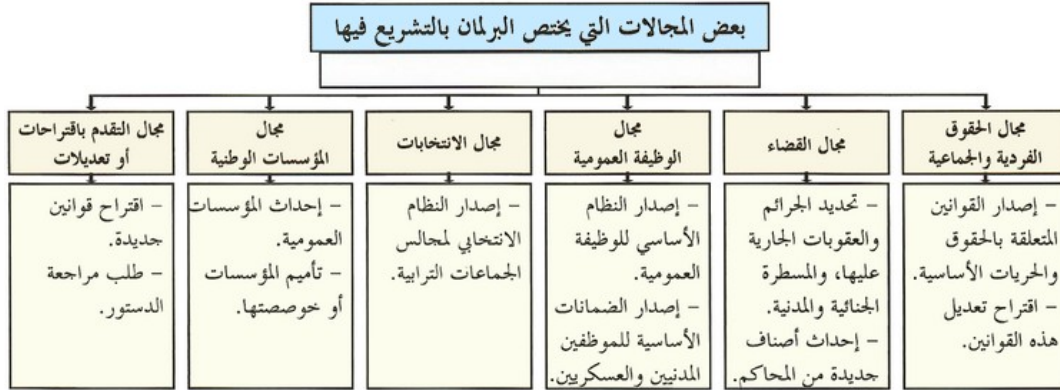 بعض المجالات التي يختص البرلمان بالتشريع فيها
مجال الحقوق
الفردية والجماعية
– إصدار القوانين
المتعلقة بالحقوق
والحريات الأساسية.
– اقتراح تعديل
هذه القوانين.
مجال القضاء
– تحديد الجرائم
والعقوبات الجارية
عليها، والمسطرة
الجنائية والمدنية.
– إحداث أصناف
جديدة من المحاكم.
مجال
الوظيفة العمومية
– إصدار النظام
الأساسي للوظيفة
العمومية.
– إصدار الضمانات
الأساسية للموظفين
المدنيين والعسكريين.
مجال الانتخابات
– إصدار النظام
الانتخابي لمجالس
الجماعات الترابية.
مجال
المؤسسات الوطنية
– إحداث المؤسسات
العمومية.
– تأميم المؤسسات
أو خوصصتها.
مجال التقدم باقتراحات
أو تعديلات
– اقتراح قوانين
جديدة.
– طلب مراجعة
الدستور.